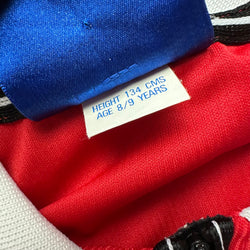 HEIGHT 134 CMS
AGE 8/9 YEARS